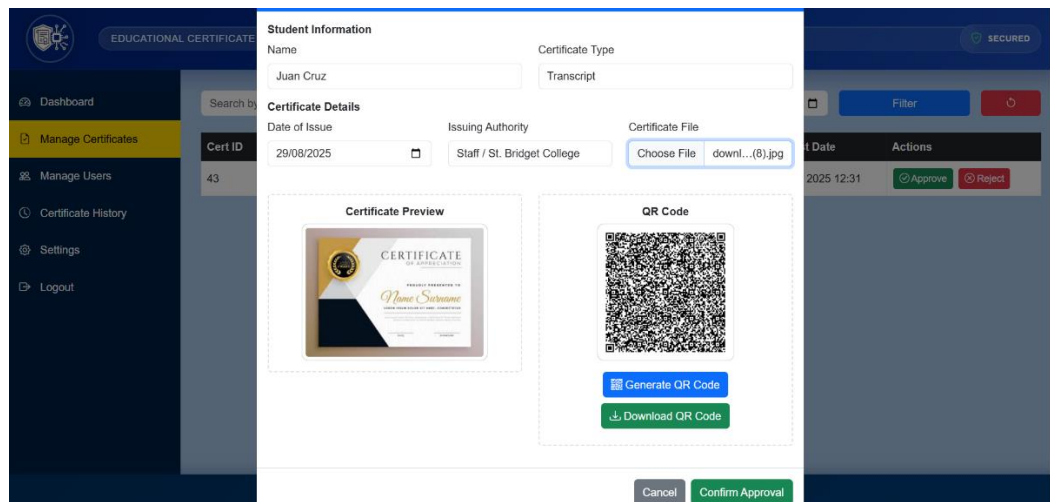 EDUCATIONAL CERTIFICATE
SECURED
Dashboard
Manage Certificates
Manage Users
Certificate History
Settings
Logout
Search by
Filter
Cert ID
t Date
Actions
43
2025 12:31
Approve
Reject
Student Information
Name
Certificate Type
Juan Cruz
Transcript
Certificate Details
Date of Issue
Issuing Authority
Certificate File
29/08/2025
Staff / St. Bridget College
Choose File
downl...(8).jpg
Certificate Preview
CERTIFICATE
OF APPRECIATION
PROUDLY PRESENTED TO
Name Surname
QR Code
Generate QR Code
Download QR Code
Cancel
Confirm Approval